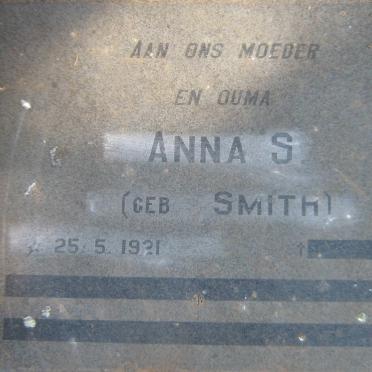 AAN ONS MOEDER
EN OUMA
ANNA S.
(GEB SMITH)
* 25. 5. 1921 †